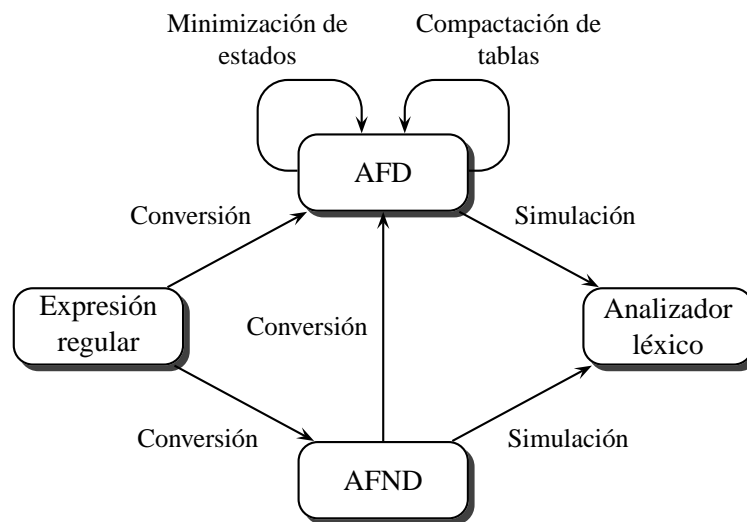 Minimización de
estados
Compactación de
tablas
AFD
Conversión
Simulación
Expresión
regular
Conversión
Analizador
léxico
Conversión
Simulación
AFND